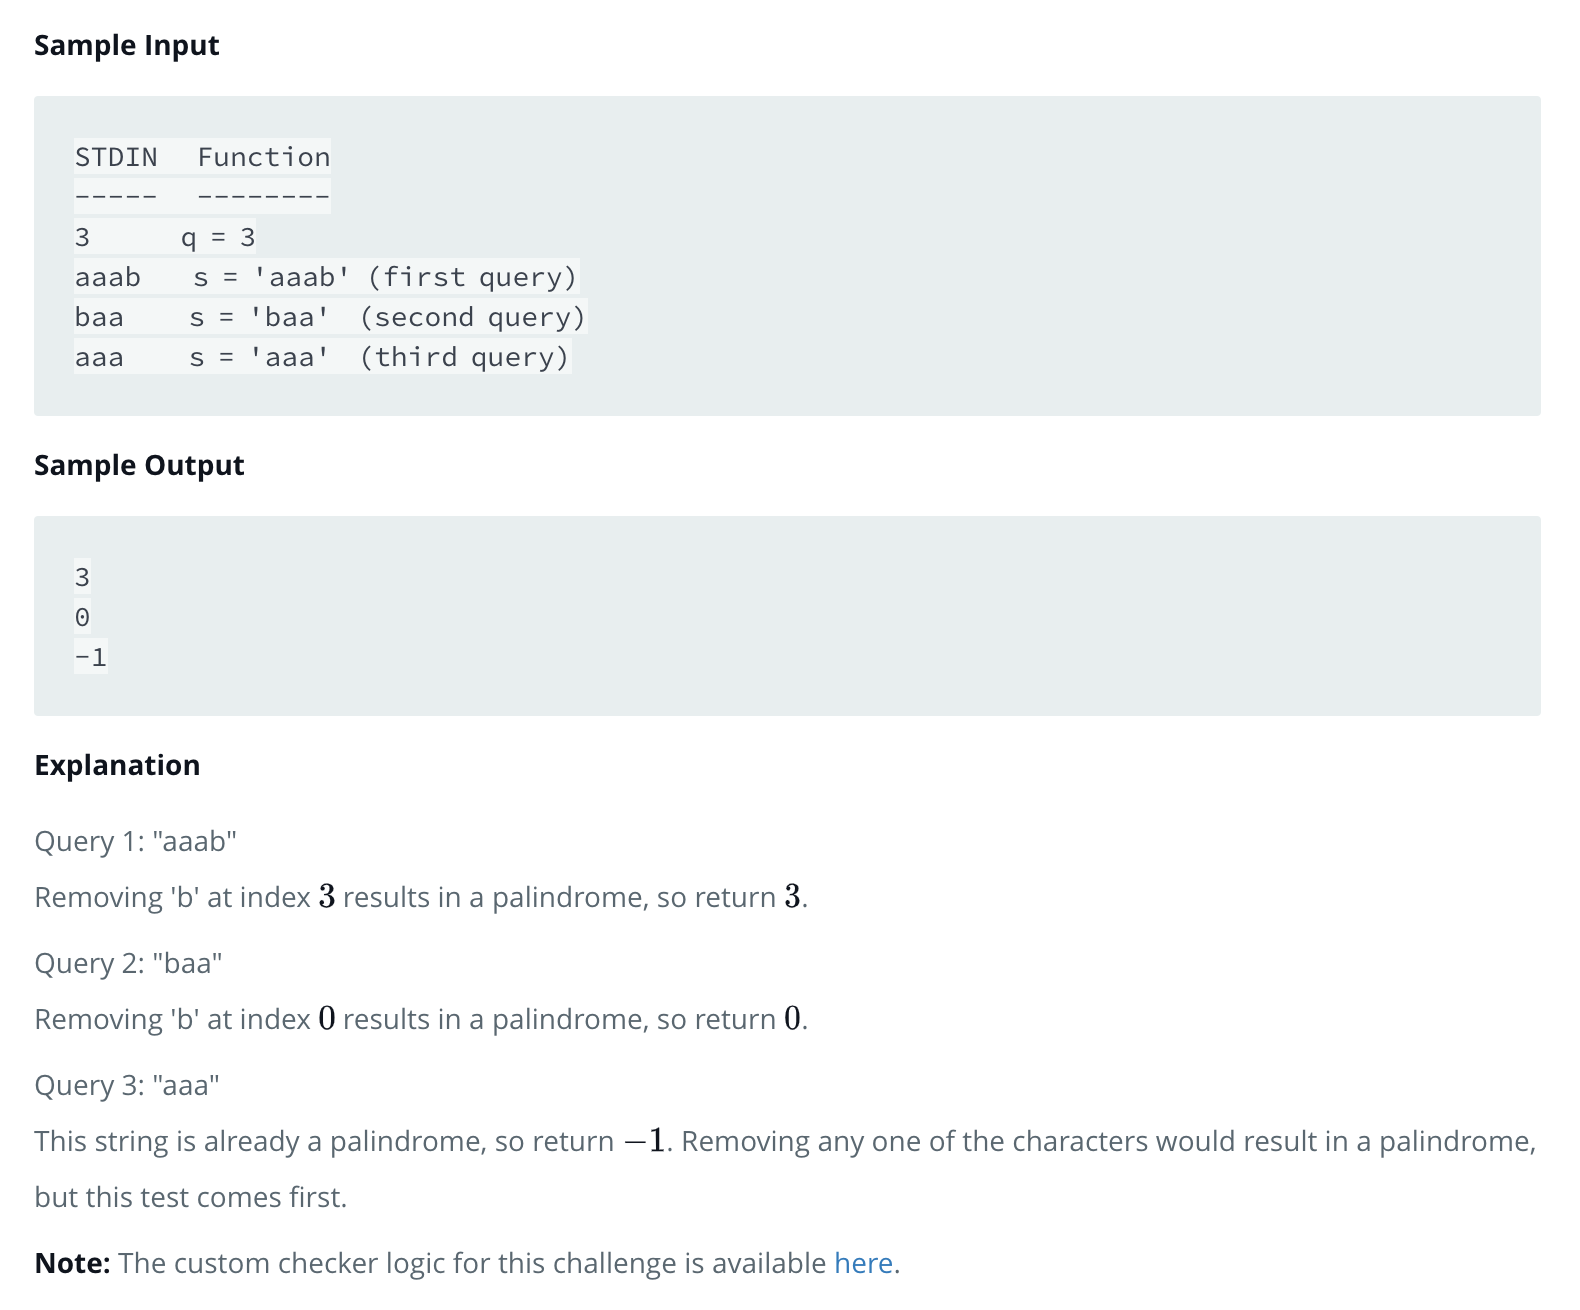 Sample Input
STDIN   Function
-----   --------
3      q = 3
aaab    s = 'aaab' (first query)
baa     s = 'baa'  (second query)
aaa     s = 'aaa'  (third query)
Sample Output
3
0
-1
Explanation
Query 1: "aaab"
Removing 'b' at index 3 results in a palindrome, so return 3.
Query 2: "baa"
Removing 'b' at index 0 results in a palindrome, so return 0.
Query 3: "aaa"
This string is already a palindrome, so return −1. Removing any one of the characters would result in a palindrome,
but this test comes first.
Note: The custom checker logic for this challenge is available here.